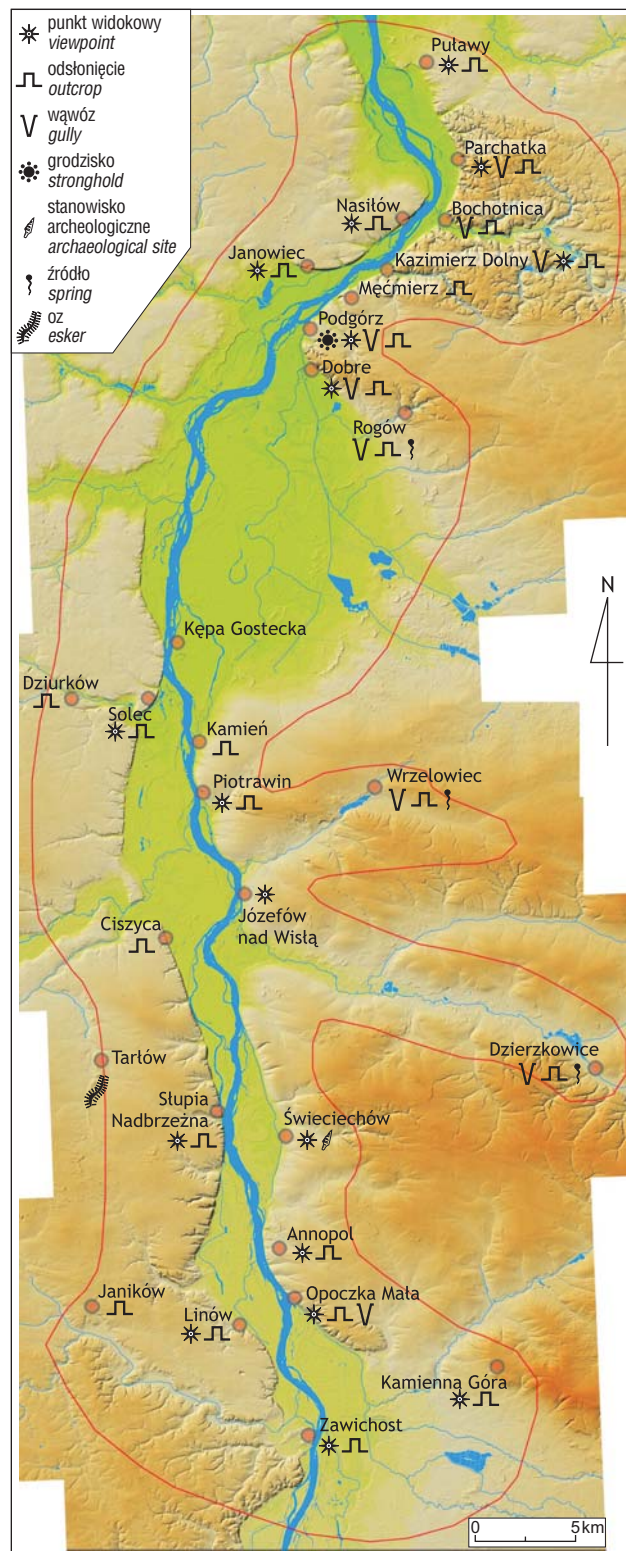 punkt widokowy
viewpoint
odsłonięcie
outcrop
wąwóz
gully
grodzisko
stronghold
stanowisko
archeologiczne
archaeological site
źródło
spring
oz
esker
Puławy
Parchatka
Nasiłów
Bochotnica
Janowiec
Kazimierz Dolny
Męćmierz
Podgórz
Dobre
Rogów
N
Kępa Gostecka
Dziurków
Solec
Kamień
Piotrawin
Wrzelowiec
Józefów
nad Wisłą
Ciszyca
Tarłów
Dzierzkowice
Słupia
Nadbrzeżna
Świeciechów
Annopol
Janików
Opoczka Mała
Linów
Kamienna Góra
Zawichost
0 5km